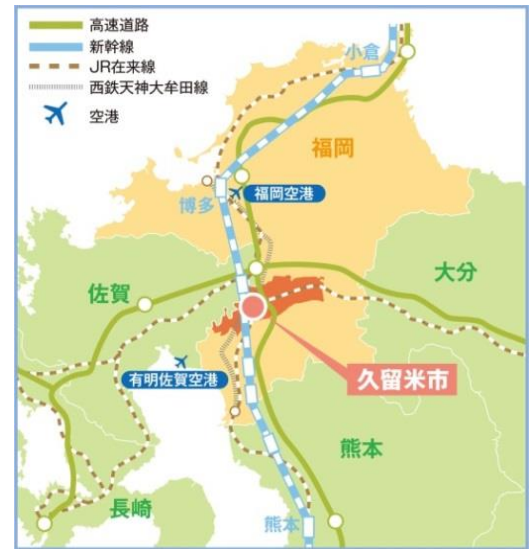 高速道路
新幹線
JR在来線
西鉄天神大牟田線
空港
小倉
福岡
博多
福岡空港
佐賀
大分
有明佐賀空港
久留米市
熊本
長崎
熊本